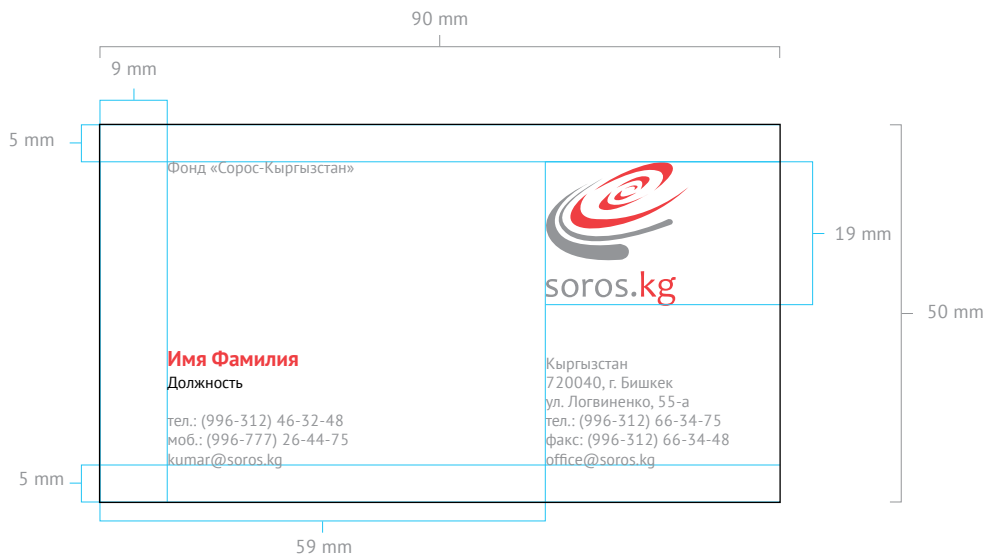 90 mm
9 mm
5 mm
Фонд «Сорос-Кыргызстан»
soros.kg
19 mm
50 mm
Имя Фамилия
Должность
тел.: (996-312) 46-32-48
моб.: (996-777) 26-44-75
kumar@soros.kg
Кыргызстан
720040, г. Бишкек
ул. Логвиненко, 55-а
тел.: (996-312) 66-34-75
факс: (996-312) 66-34-48
office@soros.kg
5 mm
59 mm